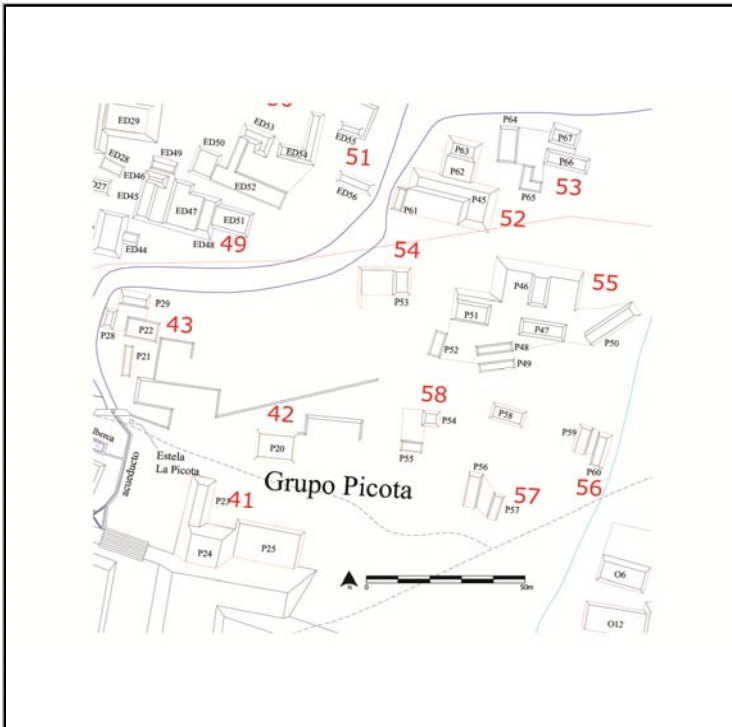 ED29
ED53
ED50
ED54
ED55
51
ED28
ED49
ED46
ED52
ED56
ED45
ED47
ED51
ED44
ED48
49
P64
P67
P63
P66
P62
53
P65
P45
P61
52
54
P53
55
P46
P51
P47
P50
P52
P48
P49
P29
P28
P22
43
P21
42
58
P54
P58
P20
P55
P59
P60
56
acueducto
Estela
La Picota
Grupo Picota
P56
57
P57
P23
41
P24
P25
N
0
50m
O6
O12